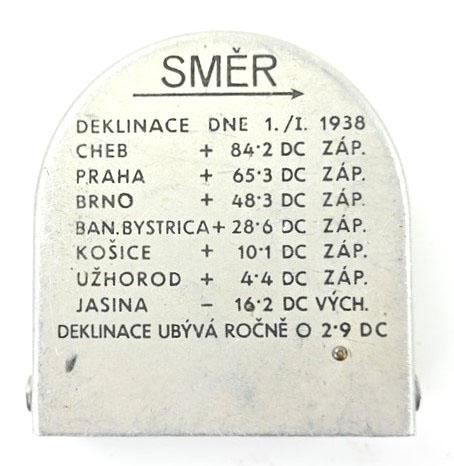 SMĚR
DEKLINACE DNE 1./I. 1938
CHEB + 84·2 DC ZÁP.
PRAHA + 65·3 DC ZÁP.
BRNO + 48·3 DC ZÁP.
BAN.BYSTRICA + 28·6 DC ZÁP.
KOŠICE + 10·1 DC ZÁP.
UŽHOROD + 4·4 DC ZÁP.
JASINA – 16·2 DC VÝCH.
DEKLINACE UBÝVÁ ROČNĚ O 2·9 DC